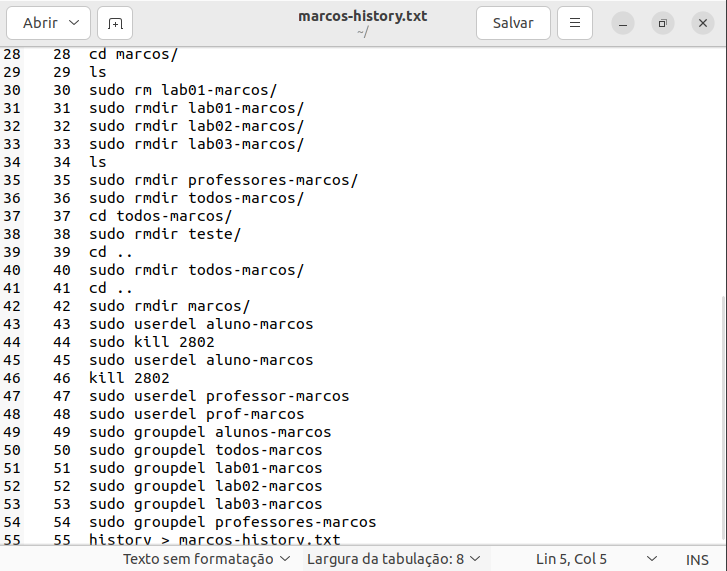 Abrir
marcos-history.txt
~/
Salvar
28 28 cd marcos/
29 29 ls
30 30 sudo rm lab01-marcos/
31 31 sudo rmdir lab01-marcos/
32 32 sudo rmdir lab02-marcos/
33 33 sudo rmdir lab03-marcos/
34 34 ls
35 35 sudo rmdir professores-marcos/
36 36 sudo rmdir todos-marcos/
37 37 cd todos-marcos/
38 38 sudo rmdir teste/
39 39 cd ..
40 40 sudo rmdir todos-marcos/
41 41 cd ..
42 42 sudo rmdir marcos/
43 43 sudo userdel aluno-marcos
44 44 sudo kill 2802
45 45 sudo userdel aluno-marcos
46 46 kill 2802
47 47 sudo userdel professor-marcos
48 48 sudo userdel prof-marcos
49 49 sudo groupdel alunos-marcos
50 50 sudo groupdel todos-marcos
51 51 sudo groupdel lab01-marcos
52 52 sudo groupdel lab02-marcos
53 53 sudo groupdel lab03-marcos
54 54 sudo groupdel professores-marcos
55 55 history > marcos-history.txt
Texto sem formatação Largura da tabulação: 8 Lin 5, Col 5 INS